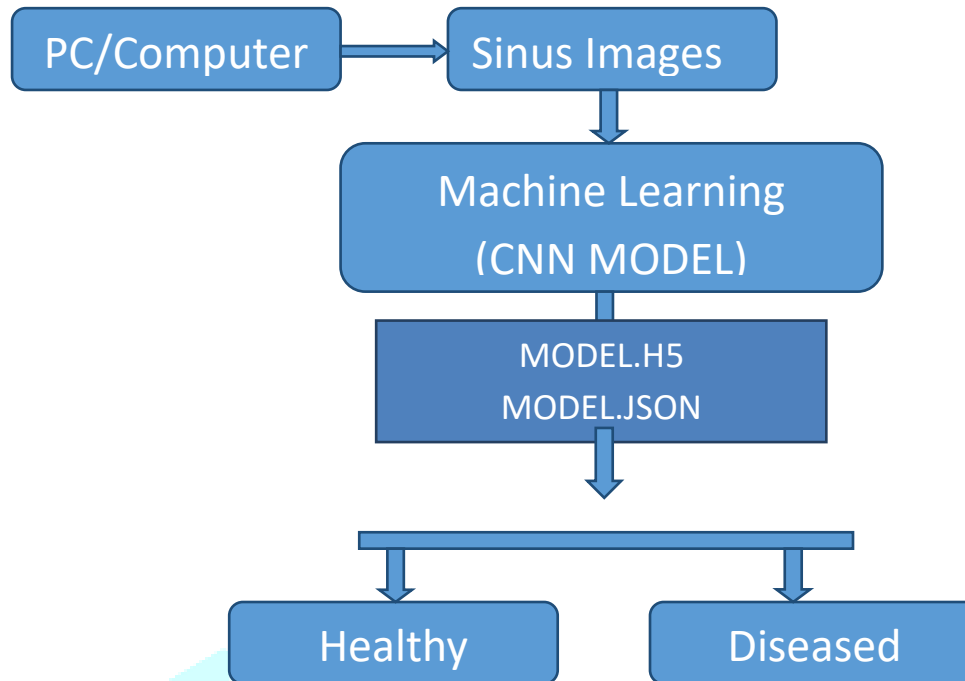 PC/Computer
Sinus Images
Machine Learning
(CNN MODEL)
MODEL.H5
MODEL.JSON
Healthy
Diseased